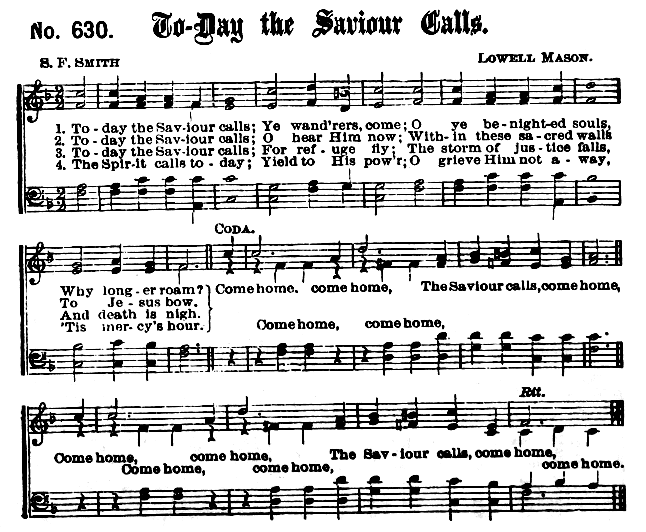 No. 630. To-Day the Saviour Calls.
S. F. SMITH LOWELL MASON.
1. To - day the Sav - iour calls; Ye wand'rers, come; O ye be - night-ed souls,
2. To - day the Sav - iour calls; O hear Him now; With - in these sa - cred walls
3. To - day the Sav - iour calls; For ref - uge fly; The storm of jus - tice falls,
4. The Spir-it calls to - day; Yield to His pow'r; O grieve Him not a - way,
CODA.
Why long - er roam? Come home. come home, The Saviour calls, come home,
To Je - sus bow.
And death is nigh.
'Tis mer - cy's hour. Come home, come home,
Rit.
Come home, come home, The Sav - iour calls, come home,
Come home, come home, come home.